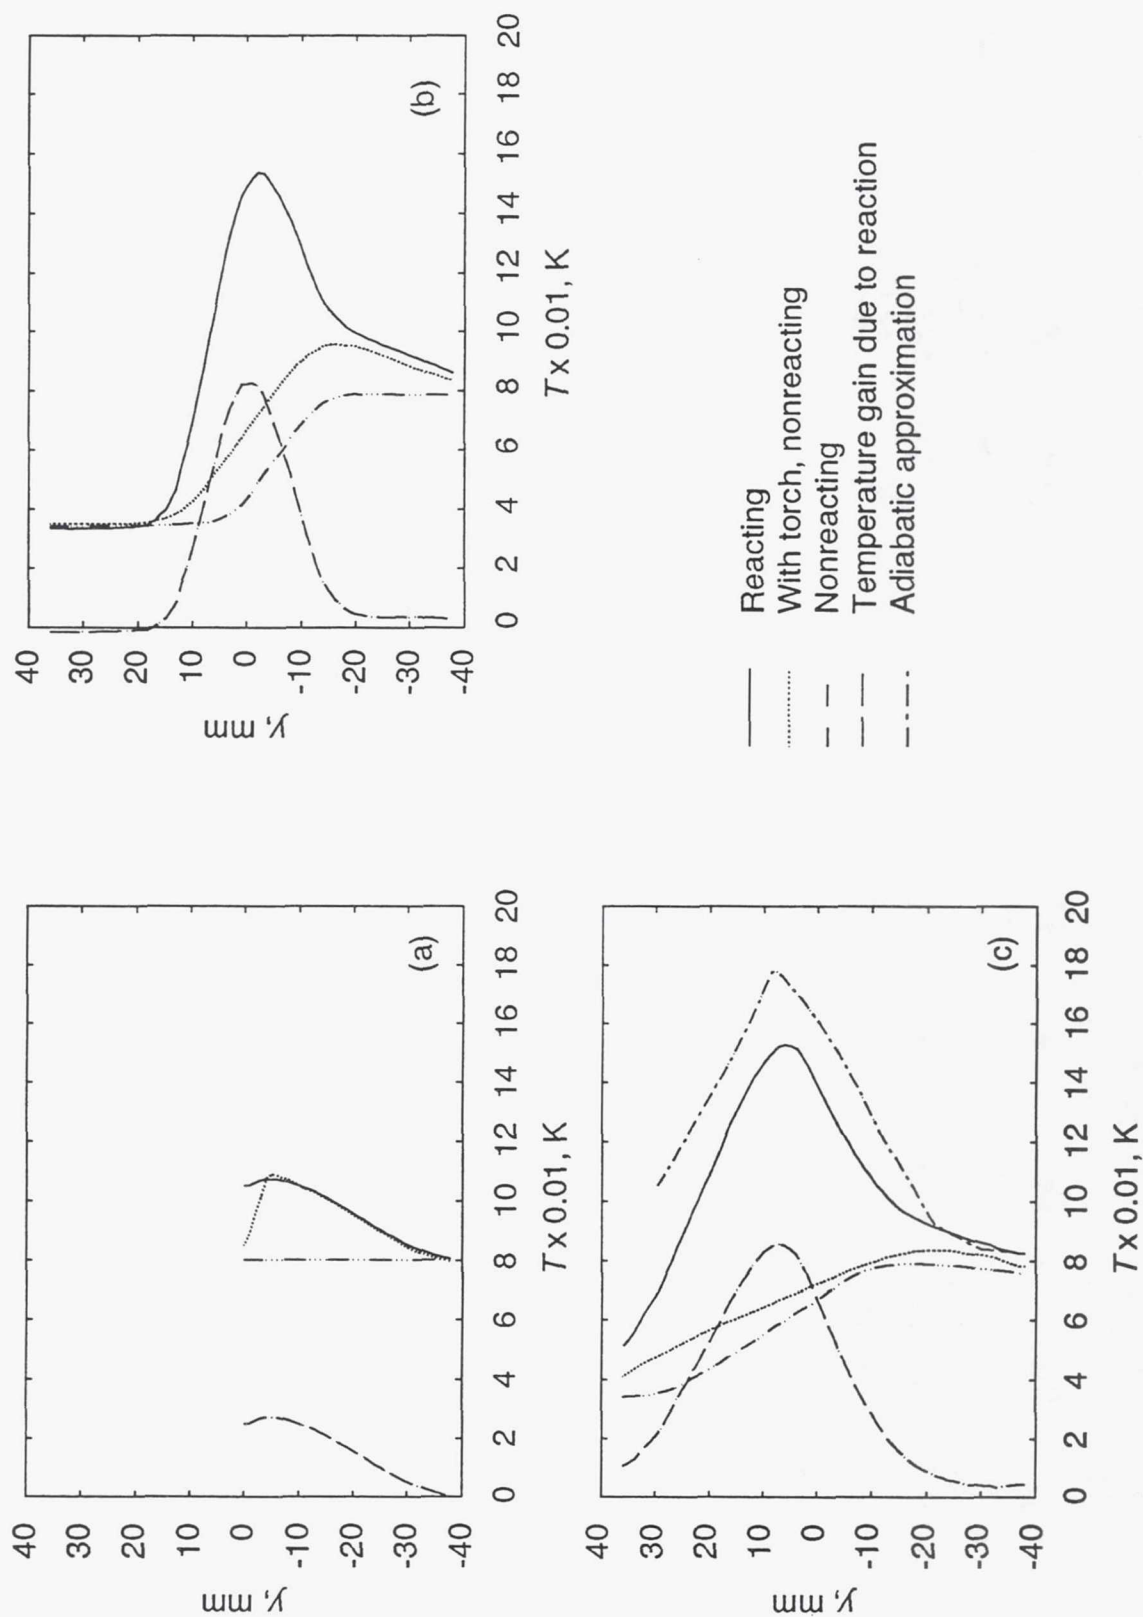 (a)
y, mm
40
30
20
10
0
-10
-20
-30
-40
0 2 4 6 8 10 12 14 16 18 20
T x 0.01, K
(b)
y, mm
40
30
20
10
0
-10
-20
-30
-40
0 2 4 6 8 10 12 14 16 18 20
T x 0.01, K
(c)
y, mm
40
30
20
10
0
-10
-20
-30
-40
0 2 4 6 8 10 12 14 16 18 20
T x 0.01, K
Reacting
With torch, nonreacting
Nonreacting
Temperature gain due to reaction
Adiabatic approximation